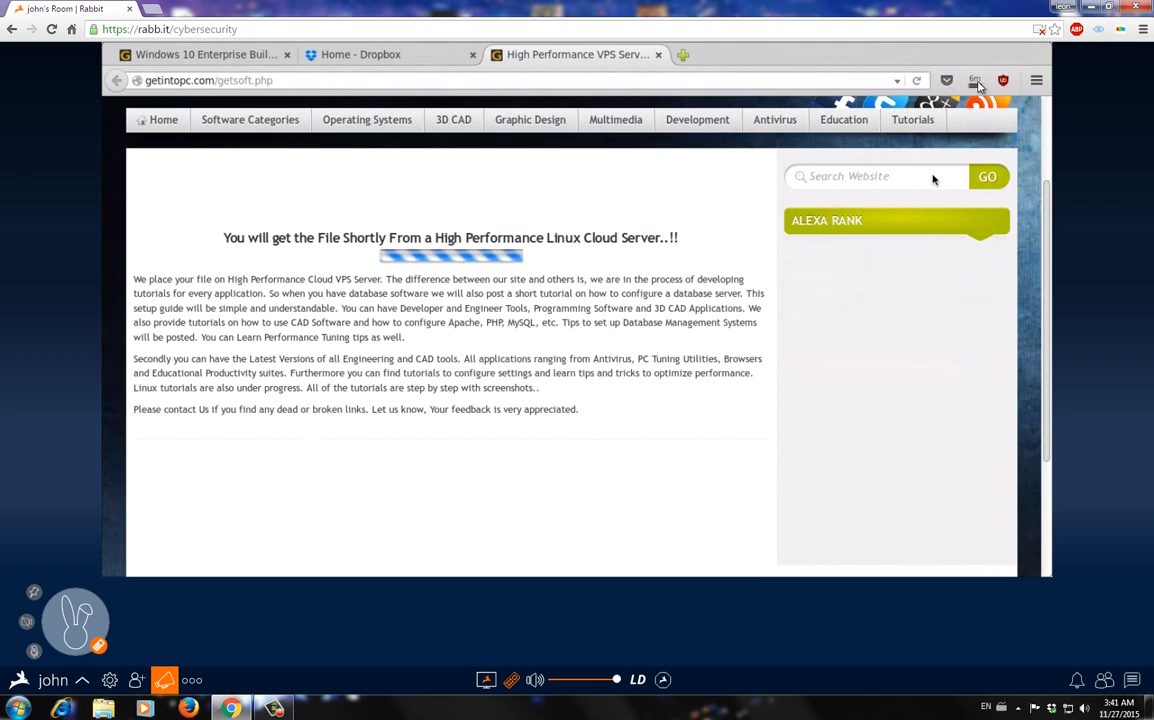 john's Room | Rabbit
leon
https://rabb.it/cybersecurity
ABP
Windows 10 Enterprise Buil...
Home - Dropbox
High Performance VPS Serv...
getintopc.com/getsoft.php
6m
Home
Software Categories
Operating Systems
3D CAD
Graphic Design
Multimedia
Development
Antivirus
Education
Tutorials
Search Website
GO
ALEXA RANK
You will get the File Shortly From a High Performance Linux Cloud Server..!!
We place your file on High Performance Cloud VPS Server. The difference between our site and others is, we are in the process of developing
tutorials for every application. So when you have database software we will also post a short tutorial on how to configure a database server. This
setup guide will be simple and understandable. You can have Developer and Engineer Tools, Programming Software and 3D CAD Applications. We
also provide tutorials on how to use CAD Software and how to configure Apache, PHP, MySQL, etc. Tips to set up Database Management Systems
will be posted. You can Learn Performance Tuning tips as well.
Secondly you can have the Latest Versions of all Engineering and CAD tools. All applications ranging from Antivirus, PC Tuning Utilities, Browsers
and Educational Productivity suites. Furthermore you can find tutorials to configure settings and learn tips and tricks to optimize performance.
Linux tutorials are also under progress. All of the tutorials are step by step with screenshots..
Please contact Us if you find any dead or broken links. Let us know, Your feedback is very appreciated.
john
LD
EN
3:41 AM
11/27/2015